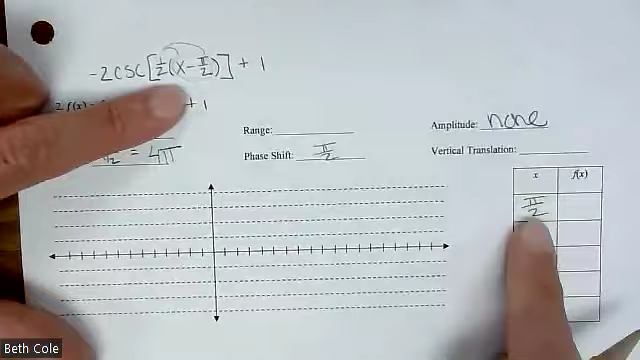 -2csc[½(x-π/2)] + 1
+ 1
= 4π
Range:
Phase Shift: π/2
Amplitude: none
Vertical Translation:
x f(x)
π/2
Beth Cole